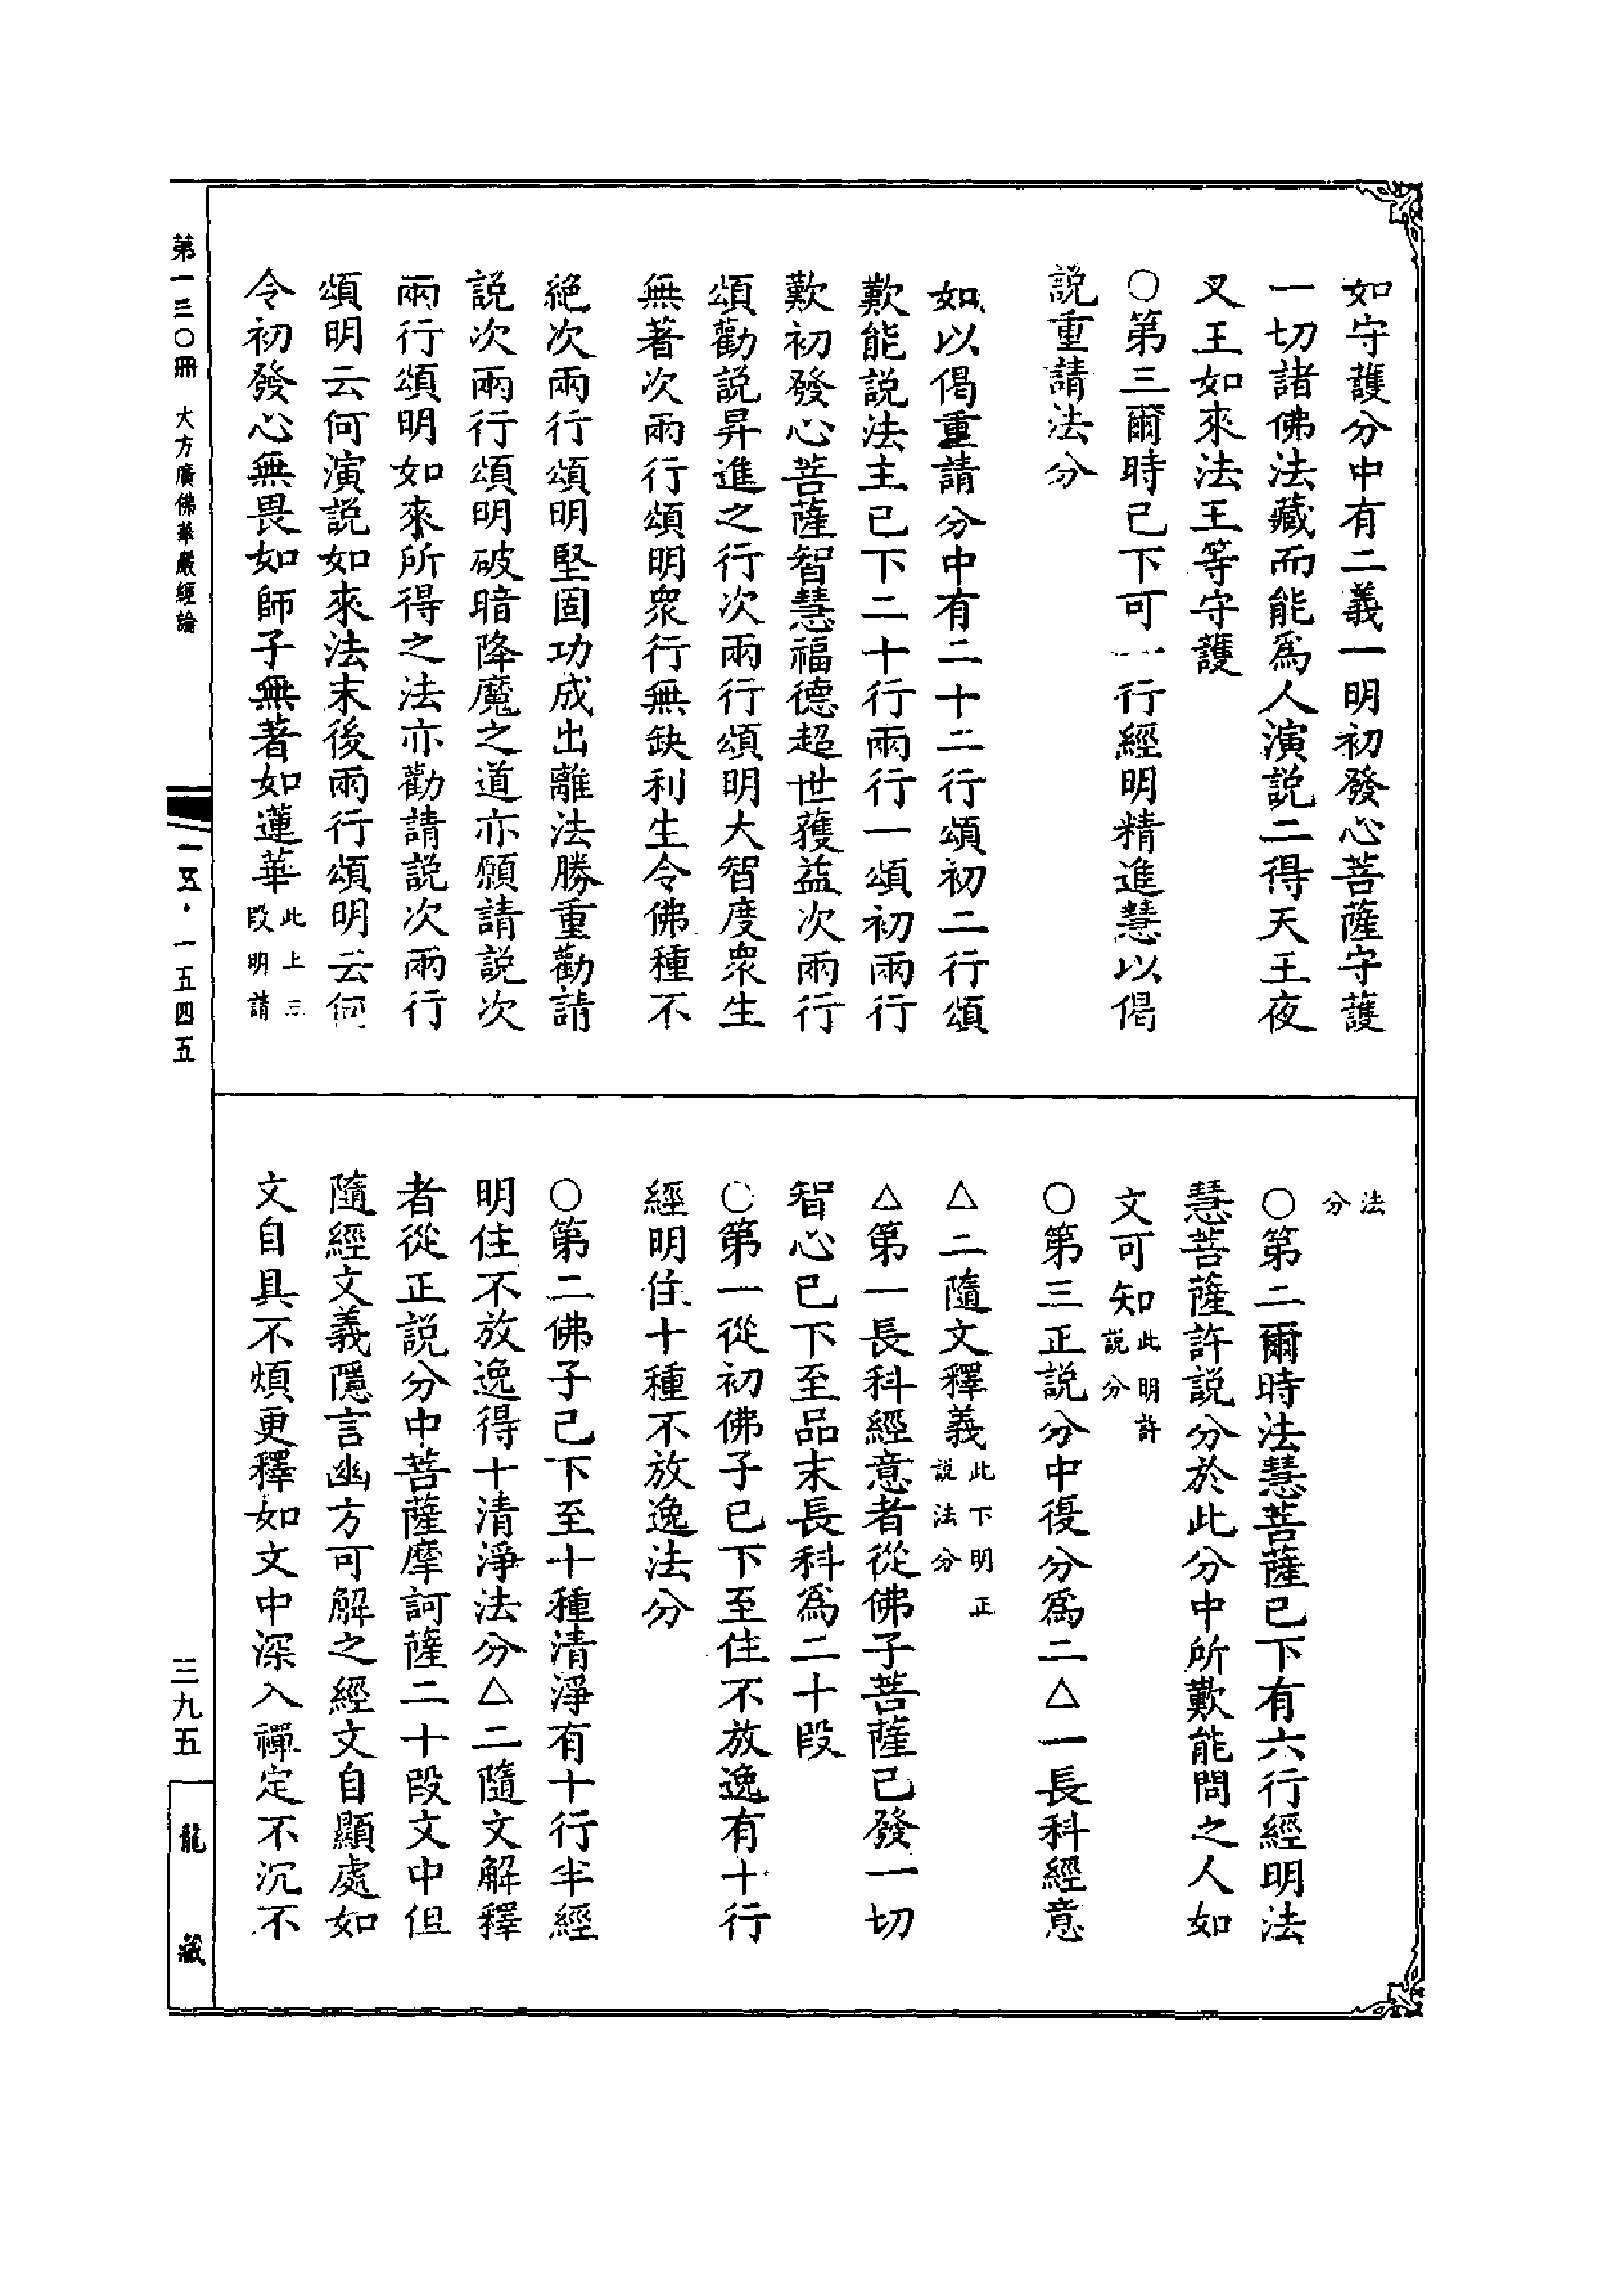 如守護分中有二義一明初發心菩薩守護
一切諸佛法藏而能為人演說二得天王夜
叉王如來法王等守護
○第三爾時已下可一行經明精進慧以偈
說重請法分
如以偈重請分中有二十二行頌初二行頌
歎能說法主已下二十行兩行一頌初兩行
歎初發心菩薩智慧福德超世獲益次兩行
頌勸說昇進之行次兩行頌明大智度衆生
無著次兩行頌明衆行無缺利生令佛種不
絶次兩行頌明堅固功成出離法勝重勸請
說次兩行頌明破暗降魔之道亦願請說次
兩行頌明如來所得之法亦勸請說次兩行
頌明云何演說如來法末後兩行頌明云何
令初發心無畏如師子無著如蓮華此上三段明請
法分
○第二爾時法慧菩薩已下有六行經明法
慧菩薩許說分於此分中所歎能問之人如
文可知此明許說分
○第三正說分中復分為二△一長科經意
△二隨文釋義此下明正說法分
△第一長科經意者從佛子菩薩已發一切
智心已下至品末長科為二十段
○第一從初佛子已下至住不放逸有十行
經明住十種不放逸法分
○第二佛子已下至十種清淨有十行半經
明住不放逸得十清淨法分△二隨文解釋
者從正說分中菩薩摩訶薩二十段文中但
隨經文義隱言幽方可解之經文自顯處如
文自具不煩更釋如文中深入禪定不沉不
第一三○冊 大方廣佛華嚴經論
一五·一五四五
三九五
龍藏